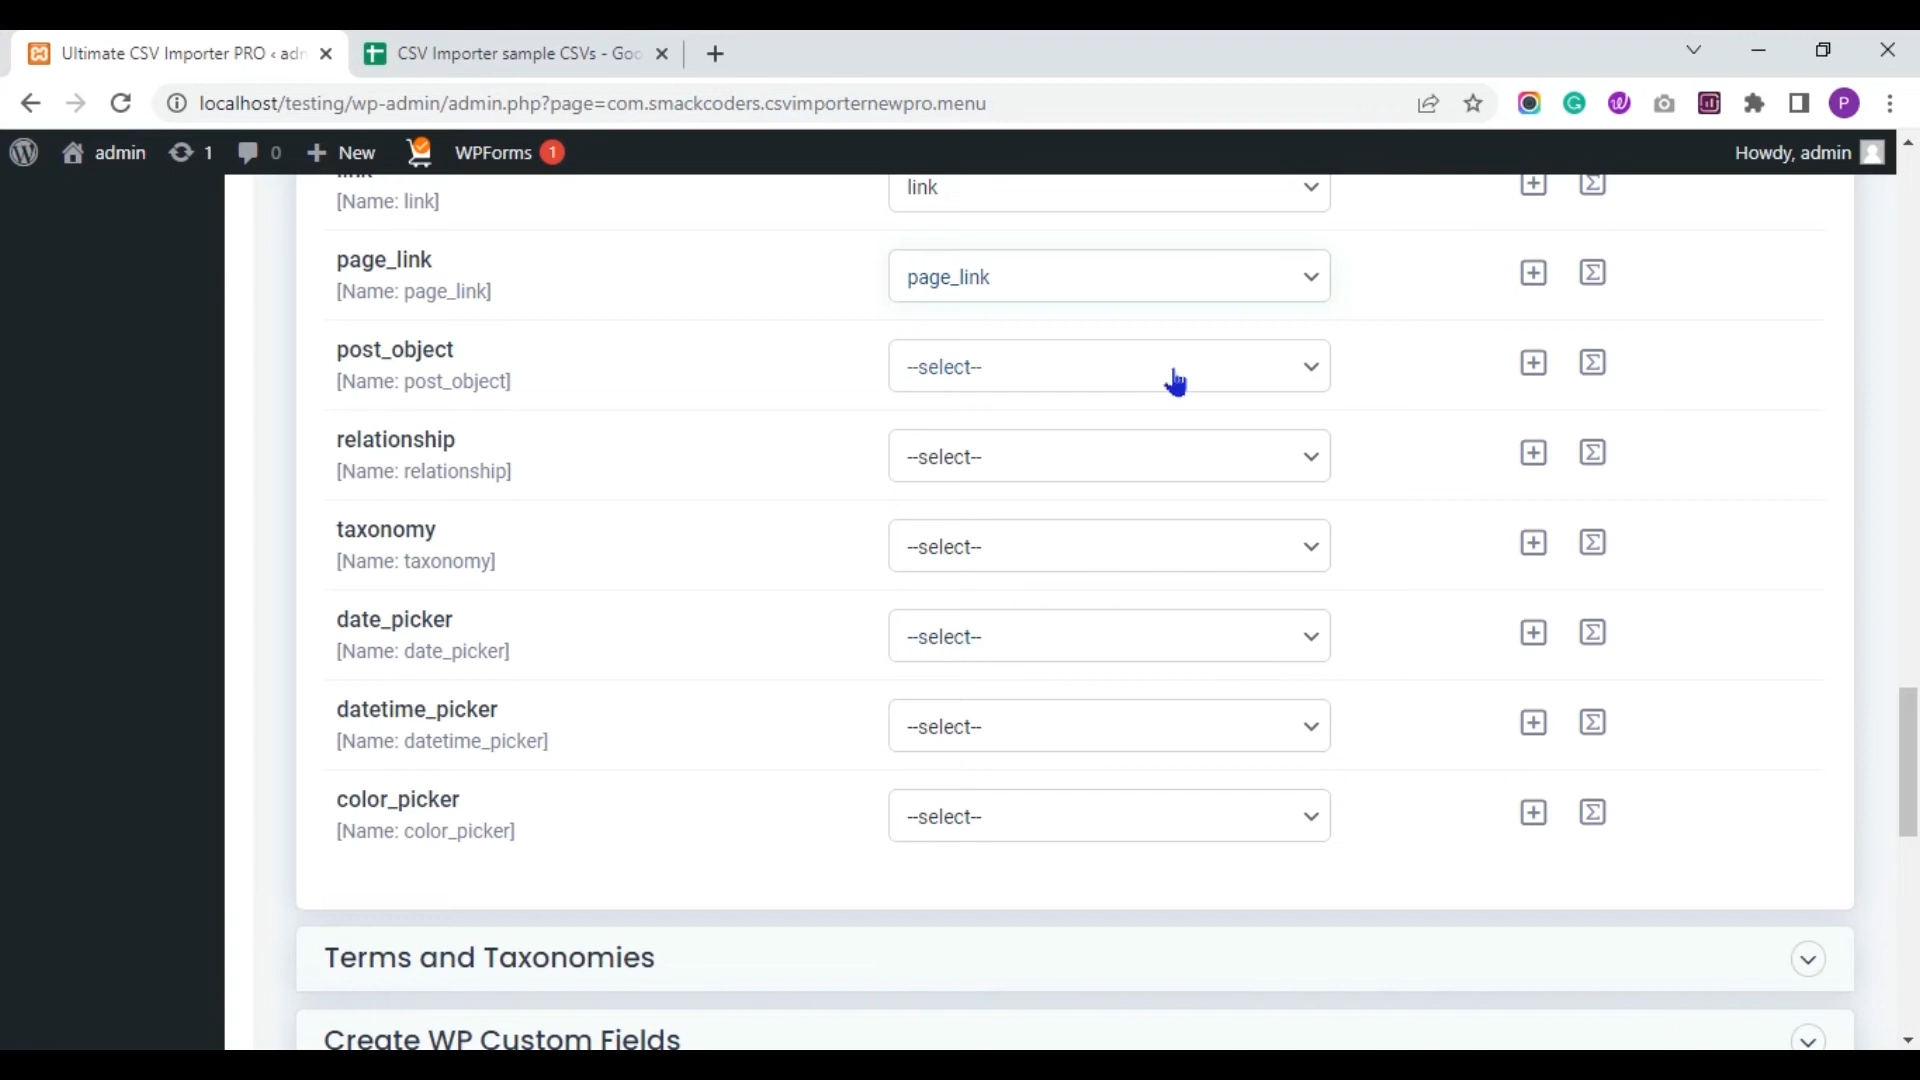 Ultimate CSV Importer PRO ‹ adm
CSV Importer sample CSVs - Goo
localhost/testing/wp-admin/admin.php?page=com.smackcoders.csvimporternewpro.menu
P
admin
1
0
New
WPForms 1
Howdy, admin
link
link
[Name: link]
page_link
page_link
[Name: page_link]
post_object
--select--
[Name: post_object]
relationship
--select--
[Name: relationship]
taxonomy
--select--
[Name: taxonomy]
date_picker
--select--
[Name: date_picker]
datetime_picker
--select--
[Name: datetime_picker]
color_picker
--select--
[Name: color_picker]
Terms and Taxonomies
Create WP Custom Fields